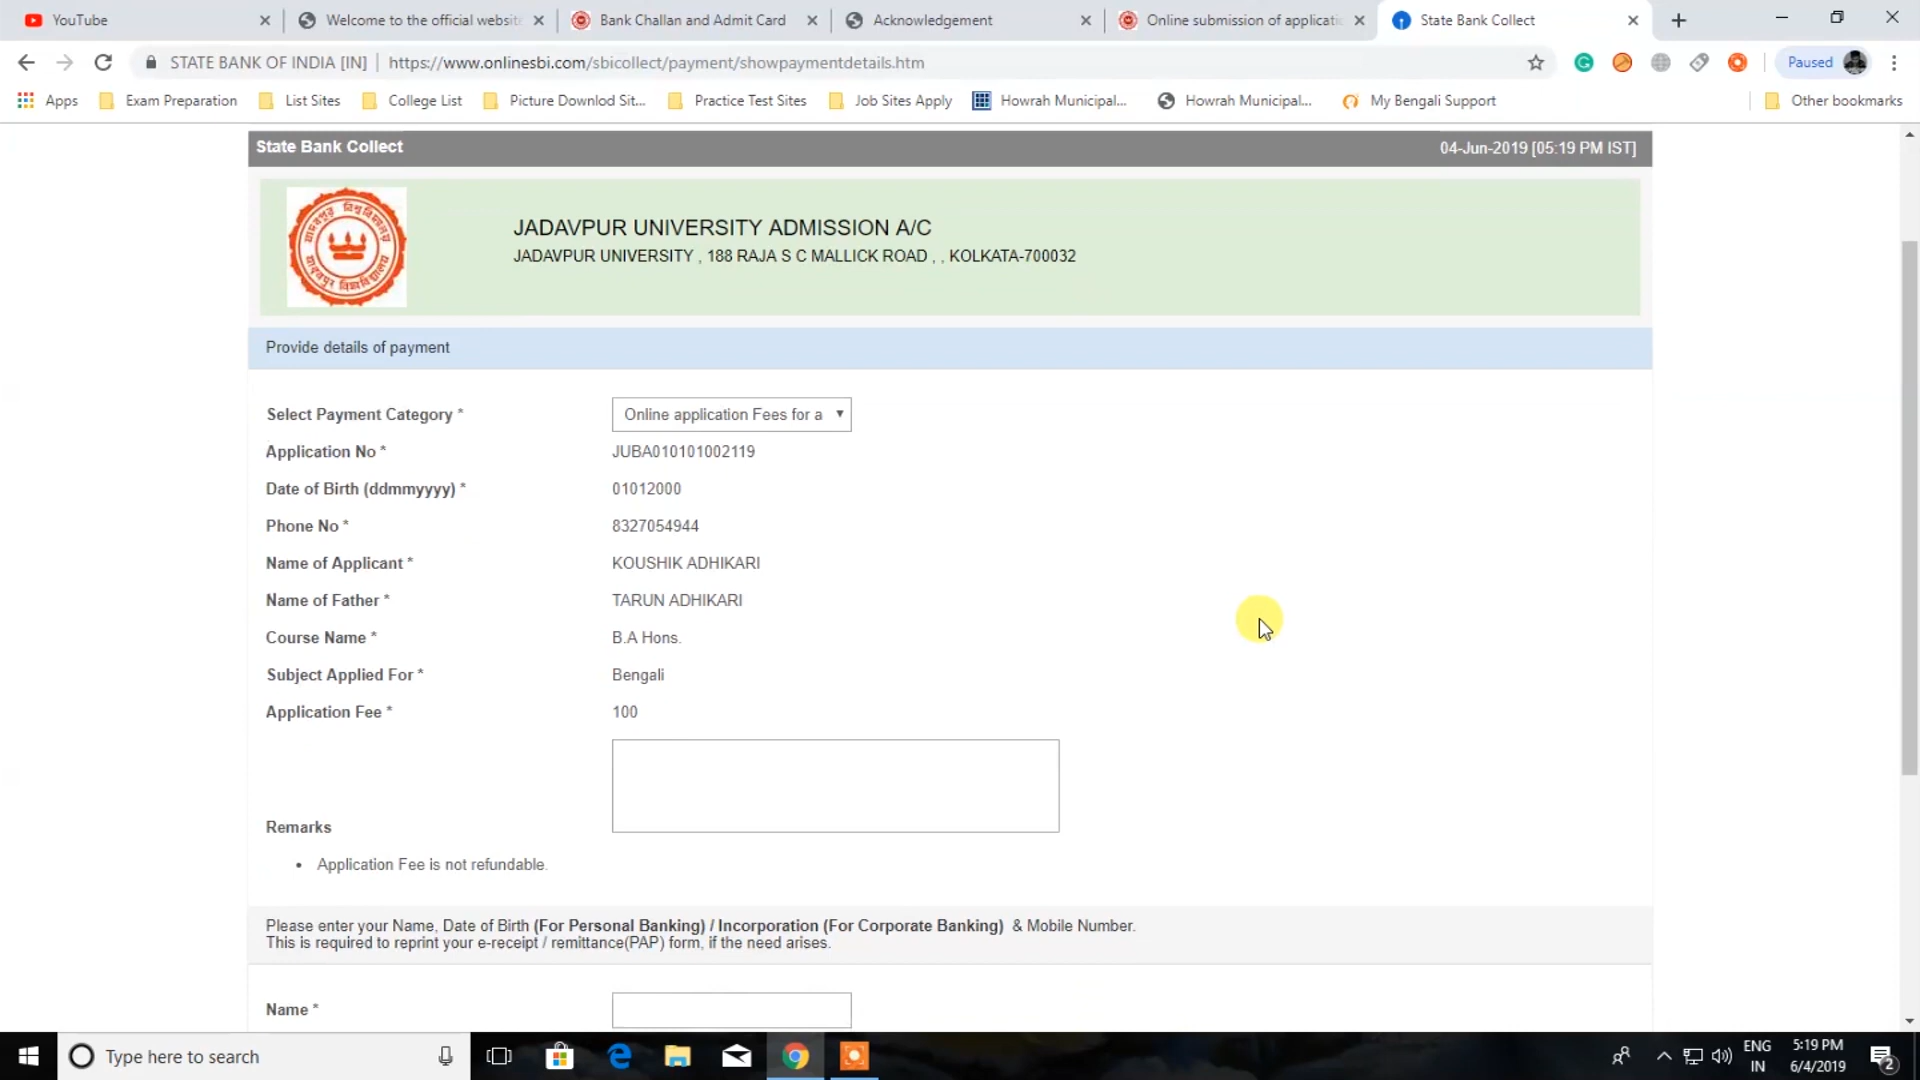 YouTube
Welcome to the official website
Bank Challan and Admit Card
Acknowledgement
Online submission of applicati
State Bank Collect
STATE BANK OF INDIA [IN] | https://www.onlinesbi.com/sbicollect/payment/showpaymentdetails.htm
Paused
Apps
Exam Preparation
List Sites
College List
Picture Downlod Sit...
Practice Test Sites
Job Sites Apply
Howrah Municipal...
Howrah Municipal...
My Bengali Support
Other bookmarks
State Bank Collect
04-Jun-2019 [05:19 PM IST]
যাদবপুর বিশ্ববিদ্যালয়
যাদবপুর বিশ্ববিদ্যালয়
JADAVPUR UNIVERSITY ADMISSION A/C
JADAVPUR UNIVERSITY , 188 RAJA S C MALLICK ROAD , , KOLKATA-700032
Provide details of payment
Select Payment Category * Online application Fees for a
Application No * JUBA010101002119
Date of Birth (ddmmyyyy) * 01012000
Phone No * 8327054944
Name of Applicant * KOUSHIK ADHIKARI
Name of Father * TARUN ADHIKARI
Course Name * B.A Hons.
Subject Applied For * Bengali
Application Fee * 100
Remarks
• Application Fee is not refundable.
Please enter your Name, Date of Birth (For Personal Banking) / Incorporation (For Corporate Banking) & Mobile Number.
This is required to reprint your e-receipt / remittance(PAP) form, if the need arises.
Name *
Type here to search
ENG
IN
5:19 PM
6/4/2019
2